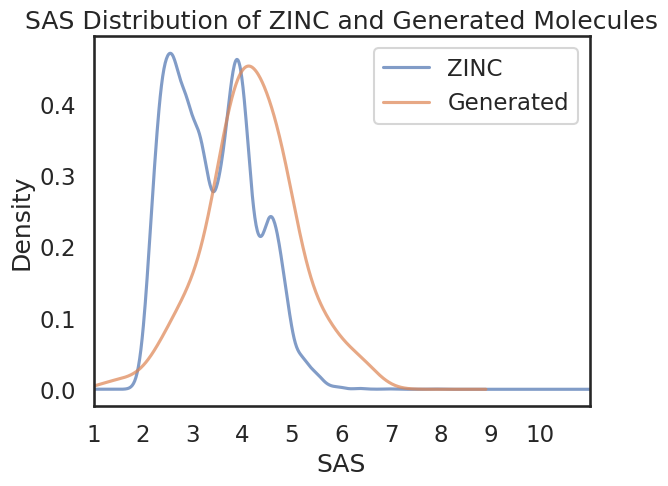 SAS Distribution of ZINC and Generated Molecules
ZINC
Generated
Density
0.4
0.3
0.2
0.1
0.0
1 2 3 4 5 6 7 8 9 10
SAS